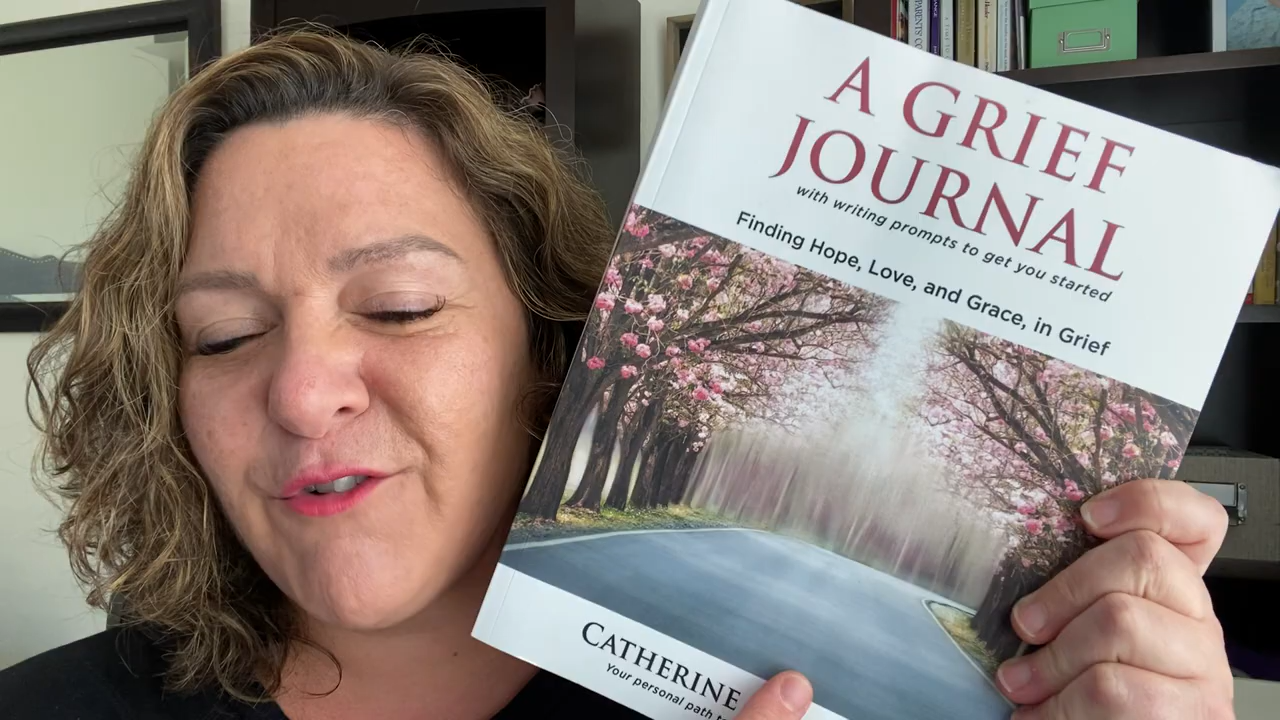 A GRIEF
JOURNAL
with writing prompts to get you started
Finding Hope, Love, and Grace, in Grief
CATHERINE
Your personal path